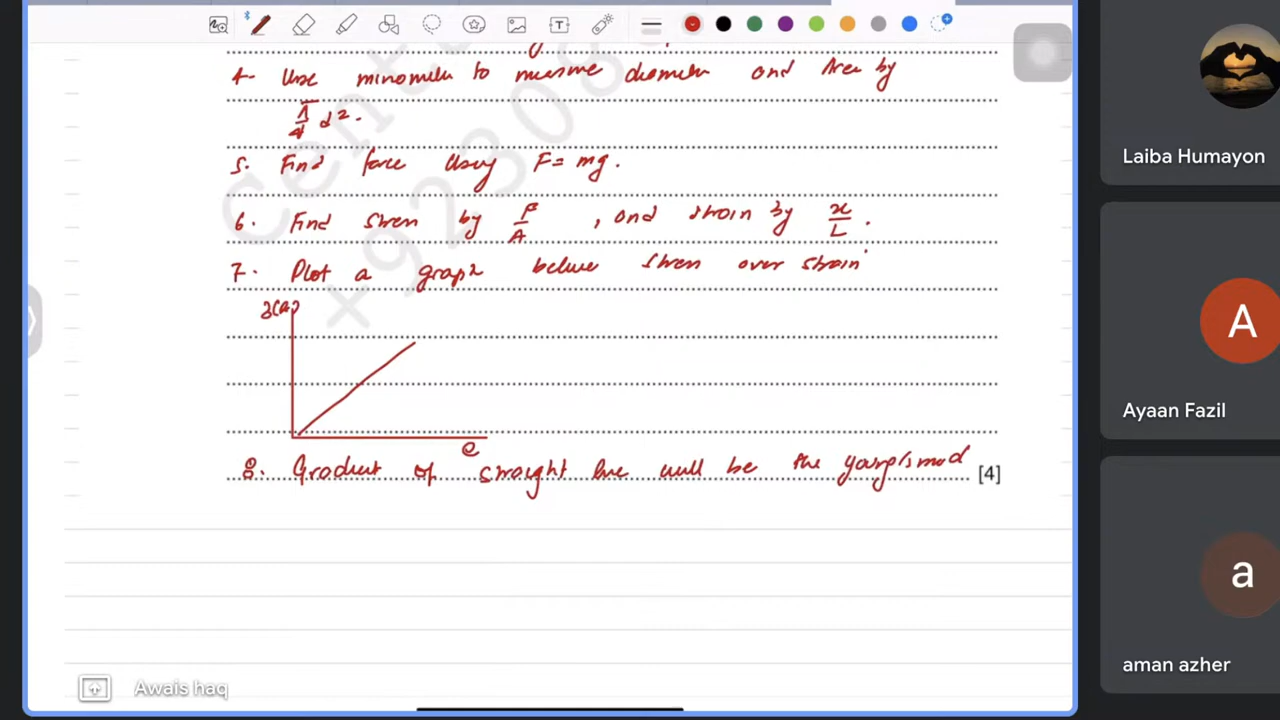 4- Use micrometer to measure diameter and Area by
π/4 d².
5. Find force using F = mg.
6. Find stress by F/A , and strain by x/L.
7. Plot a graph between stress over strain
e
8. Gradient of straight line will be the young's mod [4]
Cent
+92308
Awais haq
Laiba Humayon
A
Ayaan Fazil
a
aman azher